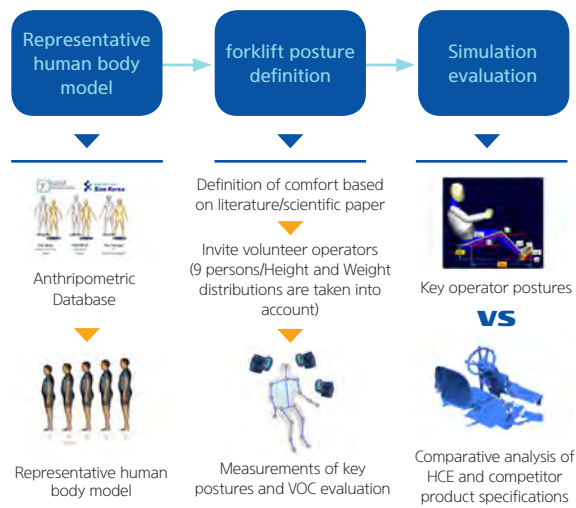 Representative
human body
model
forklift posture
definition
Simulation
evaluation
Size Korea
Anthripometric
Database
Representative human
body model
Definition of comfort based
on literature/scientific paper
Invite volunteer operators
(9 persons/Height and Weight
distributions are taken into
account)
Measurements of key
postures and VOC evaluation
Key operator postures
VS
Comparative analysis of
HCE and competitor
product specifications